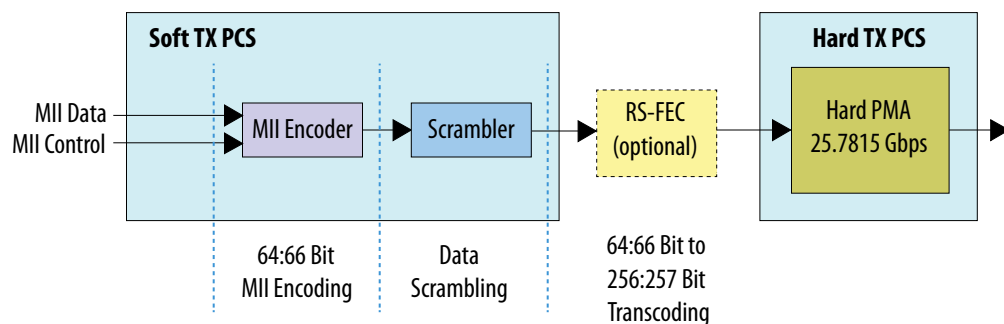 Soft TX PCS
Hard TX PCS
MII Data
MII Control
MII Encoder
Scrambler
RS-FEC
(optional)
Hard PMA
25.7815 Gbps
64:66 Bit
MII Encoding
Data
Scrambling
64:66 Bit to
256:257 Bit
Transcoding